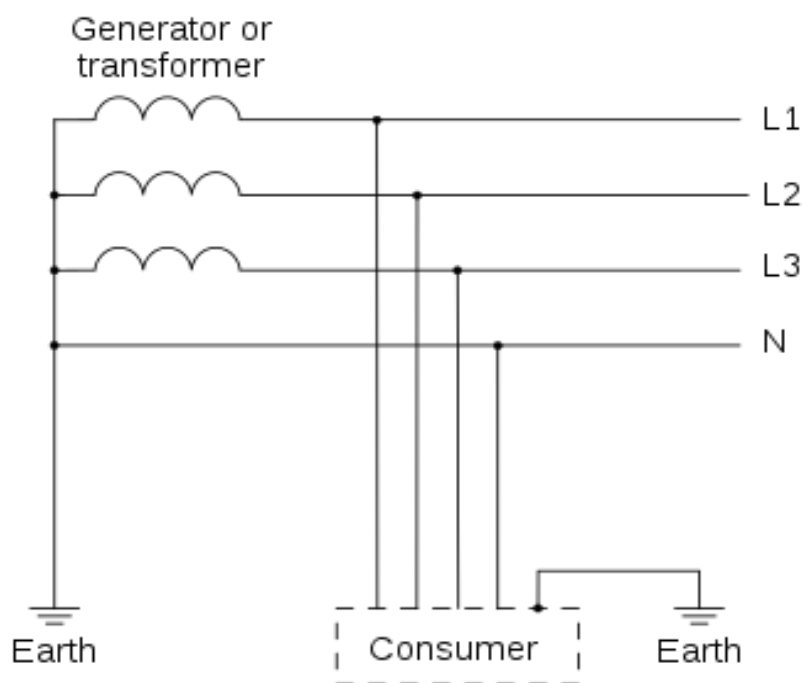 Generator or
transformer
L1
L2
L3
N
Earth
Consumer
Earth